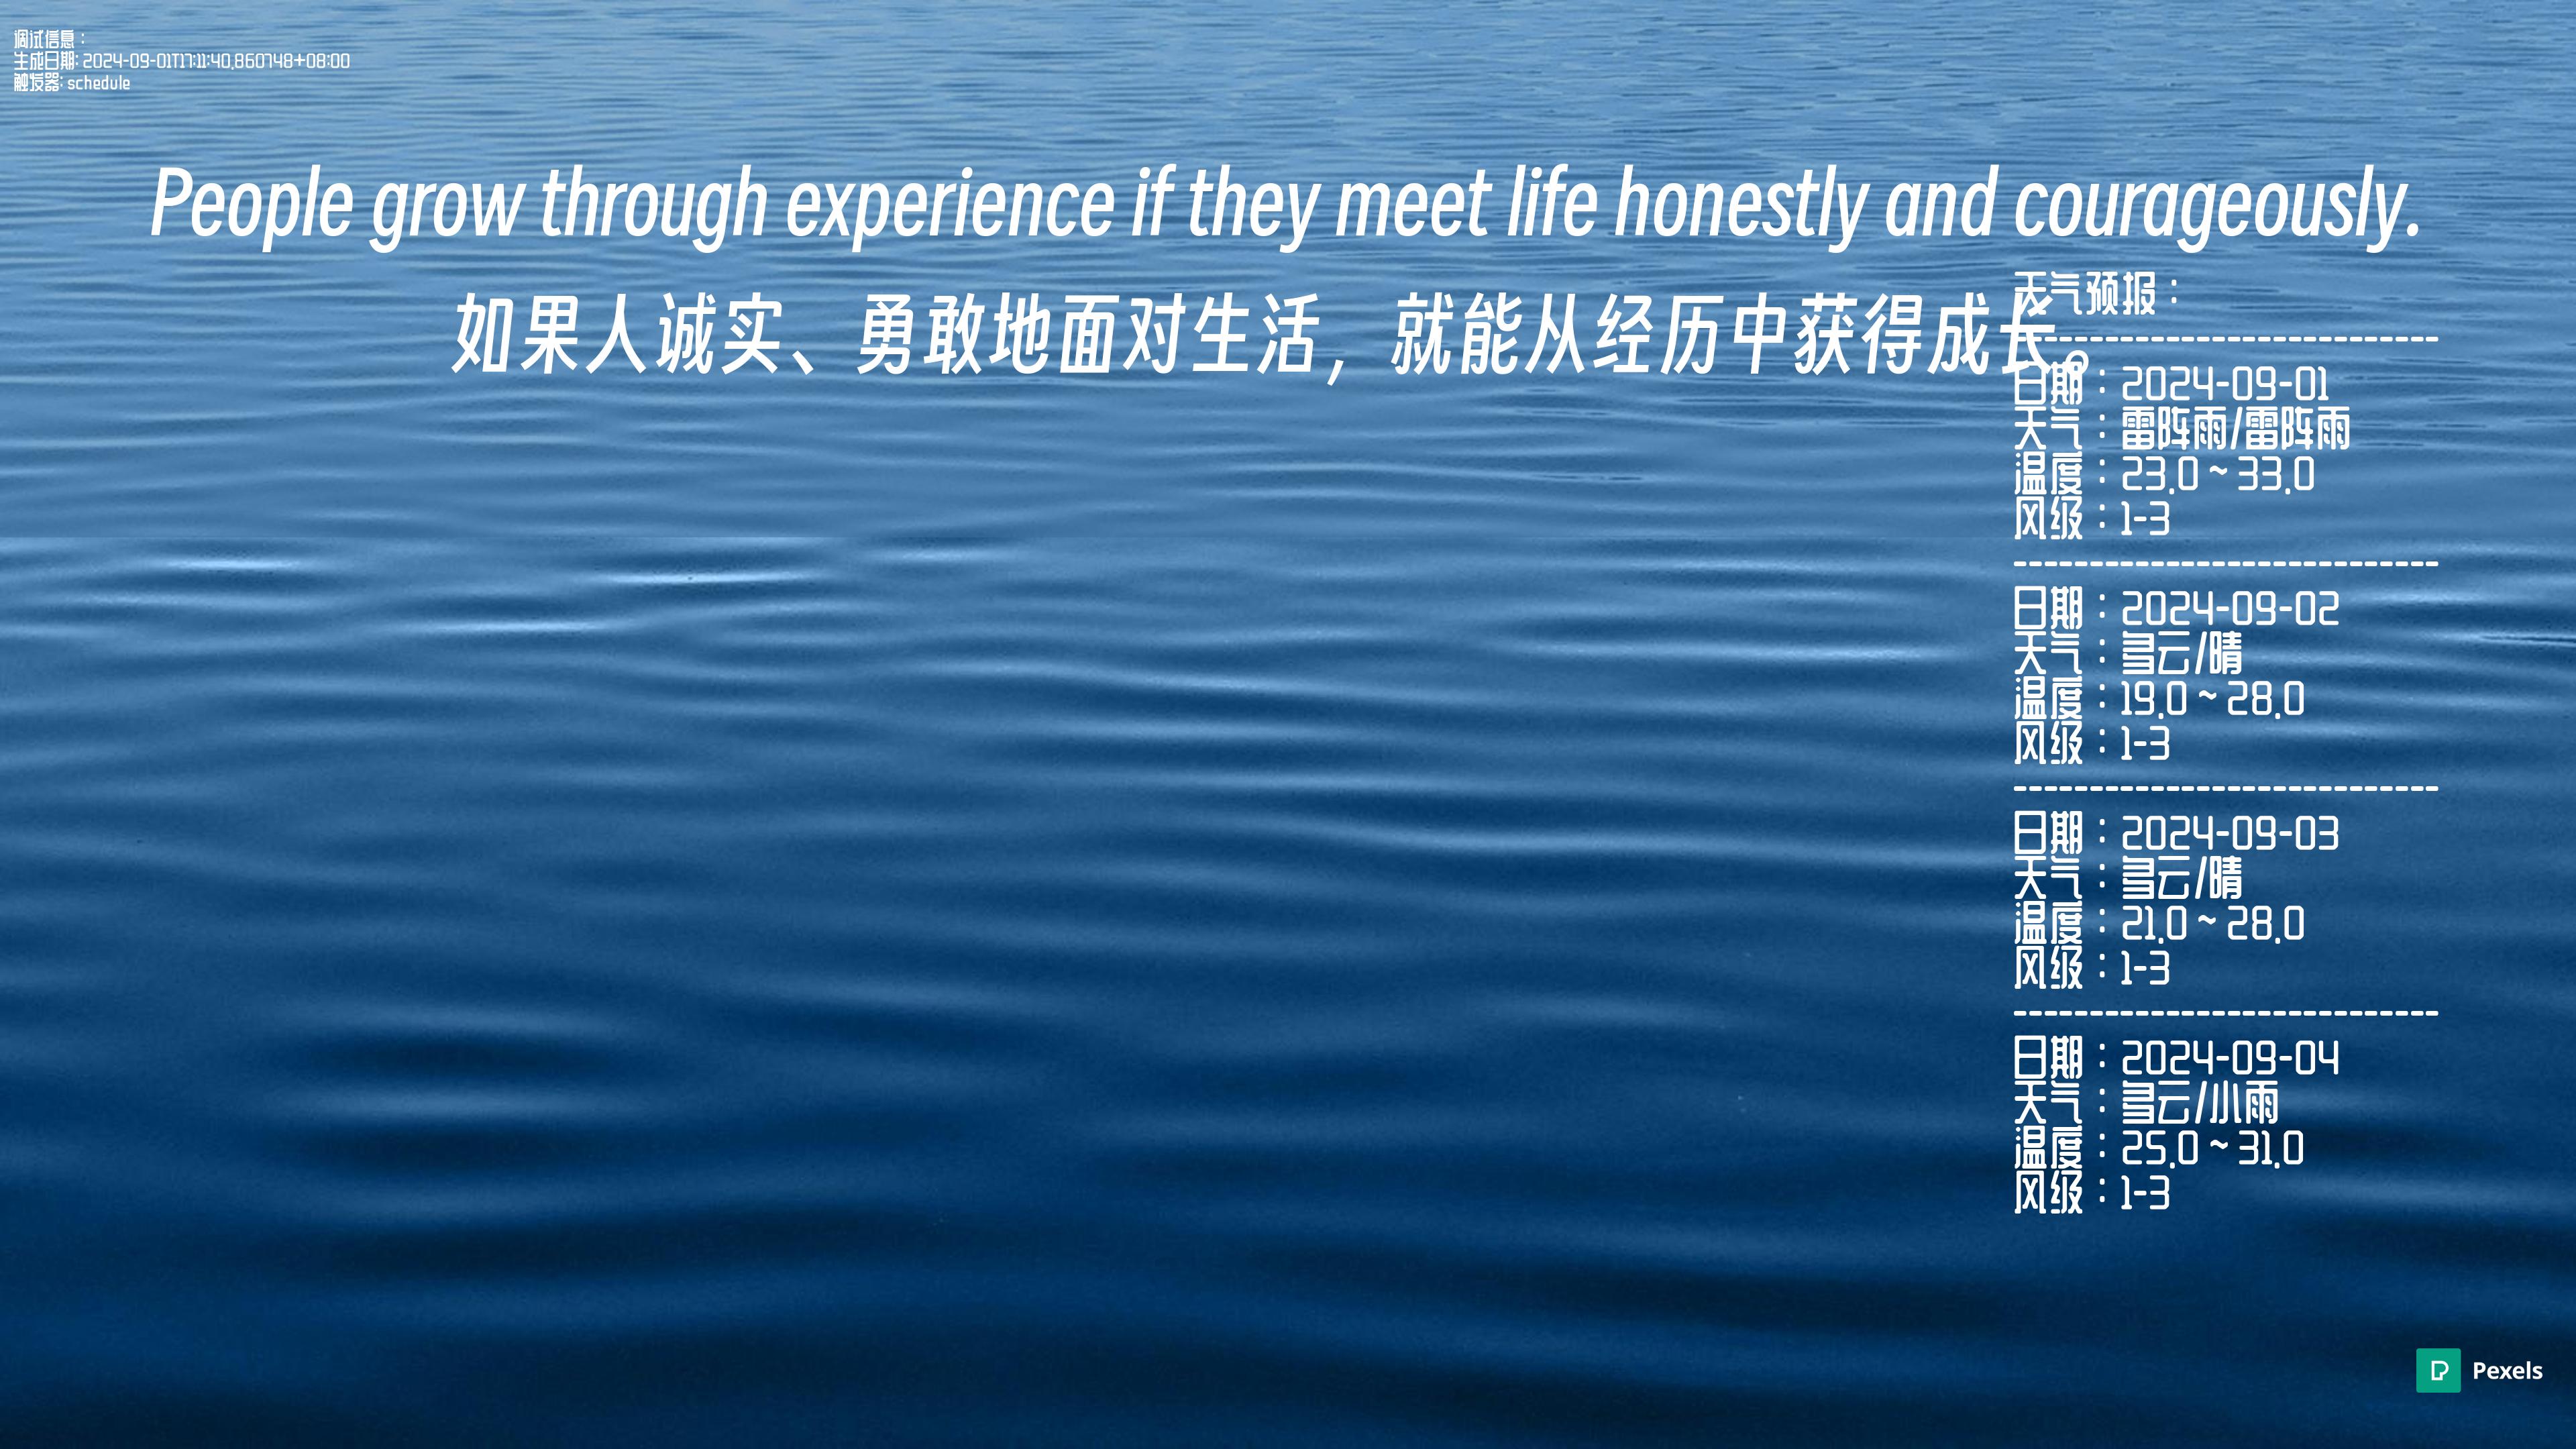 调试信息：
生成日期: 2024-09-01T17:11:40.860748+08:00
触发器: schedule
People grow through experience if they meet life honestly and courageously.
如果人诚实、勇敢地面对生活，就能从经历中获得成长。
天气预报：
----------------------------
日期：2024-09-01
天气：雷阵雨/雷阵雨
温度：23.0 ~ 33.0
风级：1-3
----------------------------
日期：2024-09-02
天气：多云/晴
温度：19.0 ~ 28.0
风级：1-3
----------------------------
日期：2024-09-03
天气：多云/晴
温度：21.0 ~ 28.0
风级：1-3
----------------------------
日期：2024-09-04
天气：多云/小雨
温度：25.0 ~ 31.0
风级：1-3
Pexels